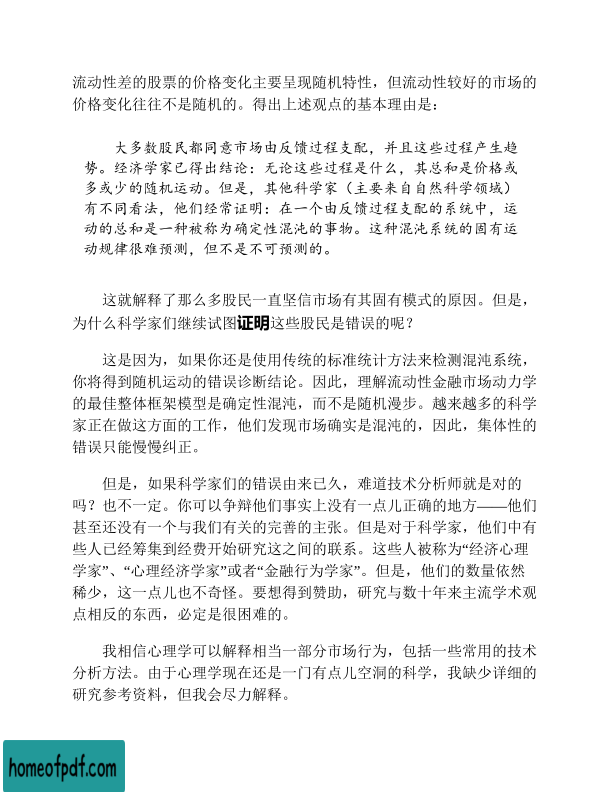 流动性差的股票的价格变化主要呈现随机特性，但流动性较好的市场的
价格变化往往不是随机的。得出上述观点的基本理由是：
大多数股民都同意市场由反馈过程支配，并且这些过程产生趋
势。经济学家已得出结论：无论这些过程是什么，其总和是价格或
多或少的随机运动。但是，其他科学家（主要来自自然科学领域）
有不同看法，他们经常证明：在一个由反馈过程支配的系统中，运
动的总和是一种被称为确定性混沌的事物。这种混沌系统的固有运
动规律很难预测，但不是不可预测的。
这就解释了那么多股民一直坚信市场有其固有模式的原因。但是，
为什么科学家们继续试图证明这些股民是错误的呢？
这是因为，如果你还是使用传统的标准统计方法来检测混沌系统，
你将得到随机运动的错误诊断结论。因此，理解流动性金融市场动力学
的最佳整体框架模型是确定性混沌，而不是随机漫步。越来越多的科学
家正在做这方面的工作，他们发现市场确实是混沌的，因此，集体性的
错误只能慢慢纠正。
但是，如果科学家们的错误由来已久，难道技术分析师就是对的
吗？也不一定。你可以争辩他们事实上没有一点儿正确的地方——他们
甚至还没有一个与我们有关的完善的主张。但是对于科学家，他们中有
些人已经筹集到经费开始研究这之间的联系。这些人被称为“经济心理
学家”、“心理经济学家”或者“金融行为学家”。但是，他们的数量依然
稀少，这一点儿也不奇怪。要想得到赞助，研究与数十年来主流学术观
点相反的东西，必定是很困难的。
我相信心理学可以解释相当一部分市场行为，包括一些常用的技术
分析方法。由于心理学现在还是一门有点儿空洞的科学，我缺少详细的
研究参考资料，但我会尽力解释。
homeofpdf.com